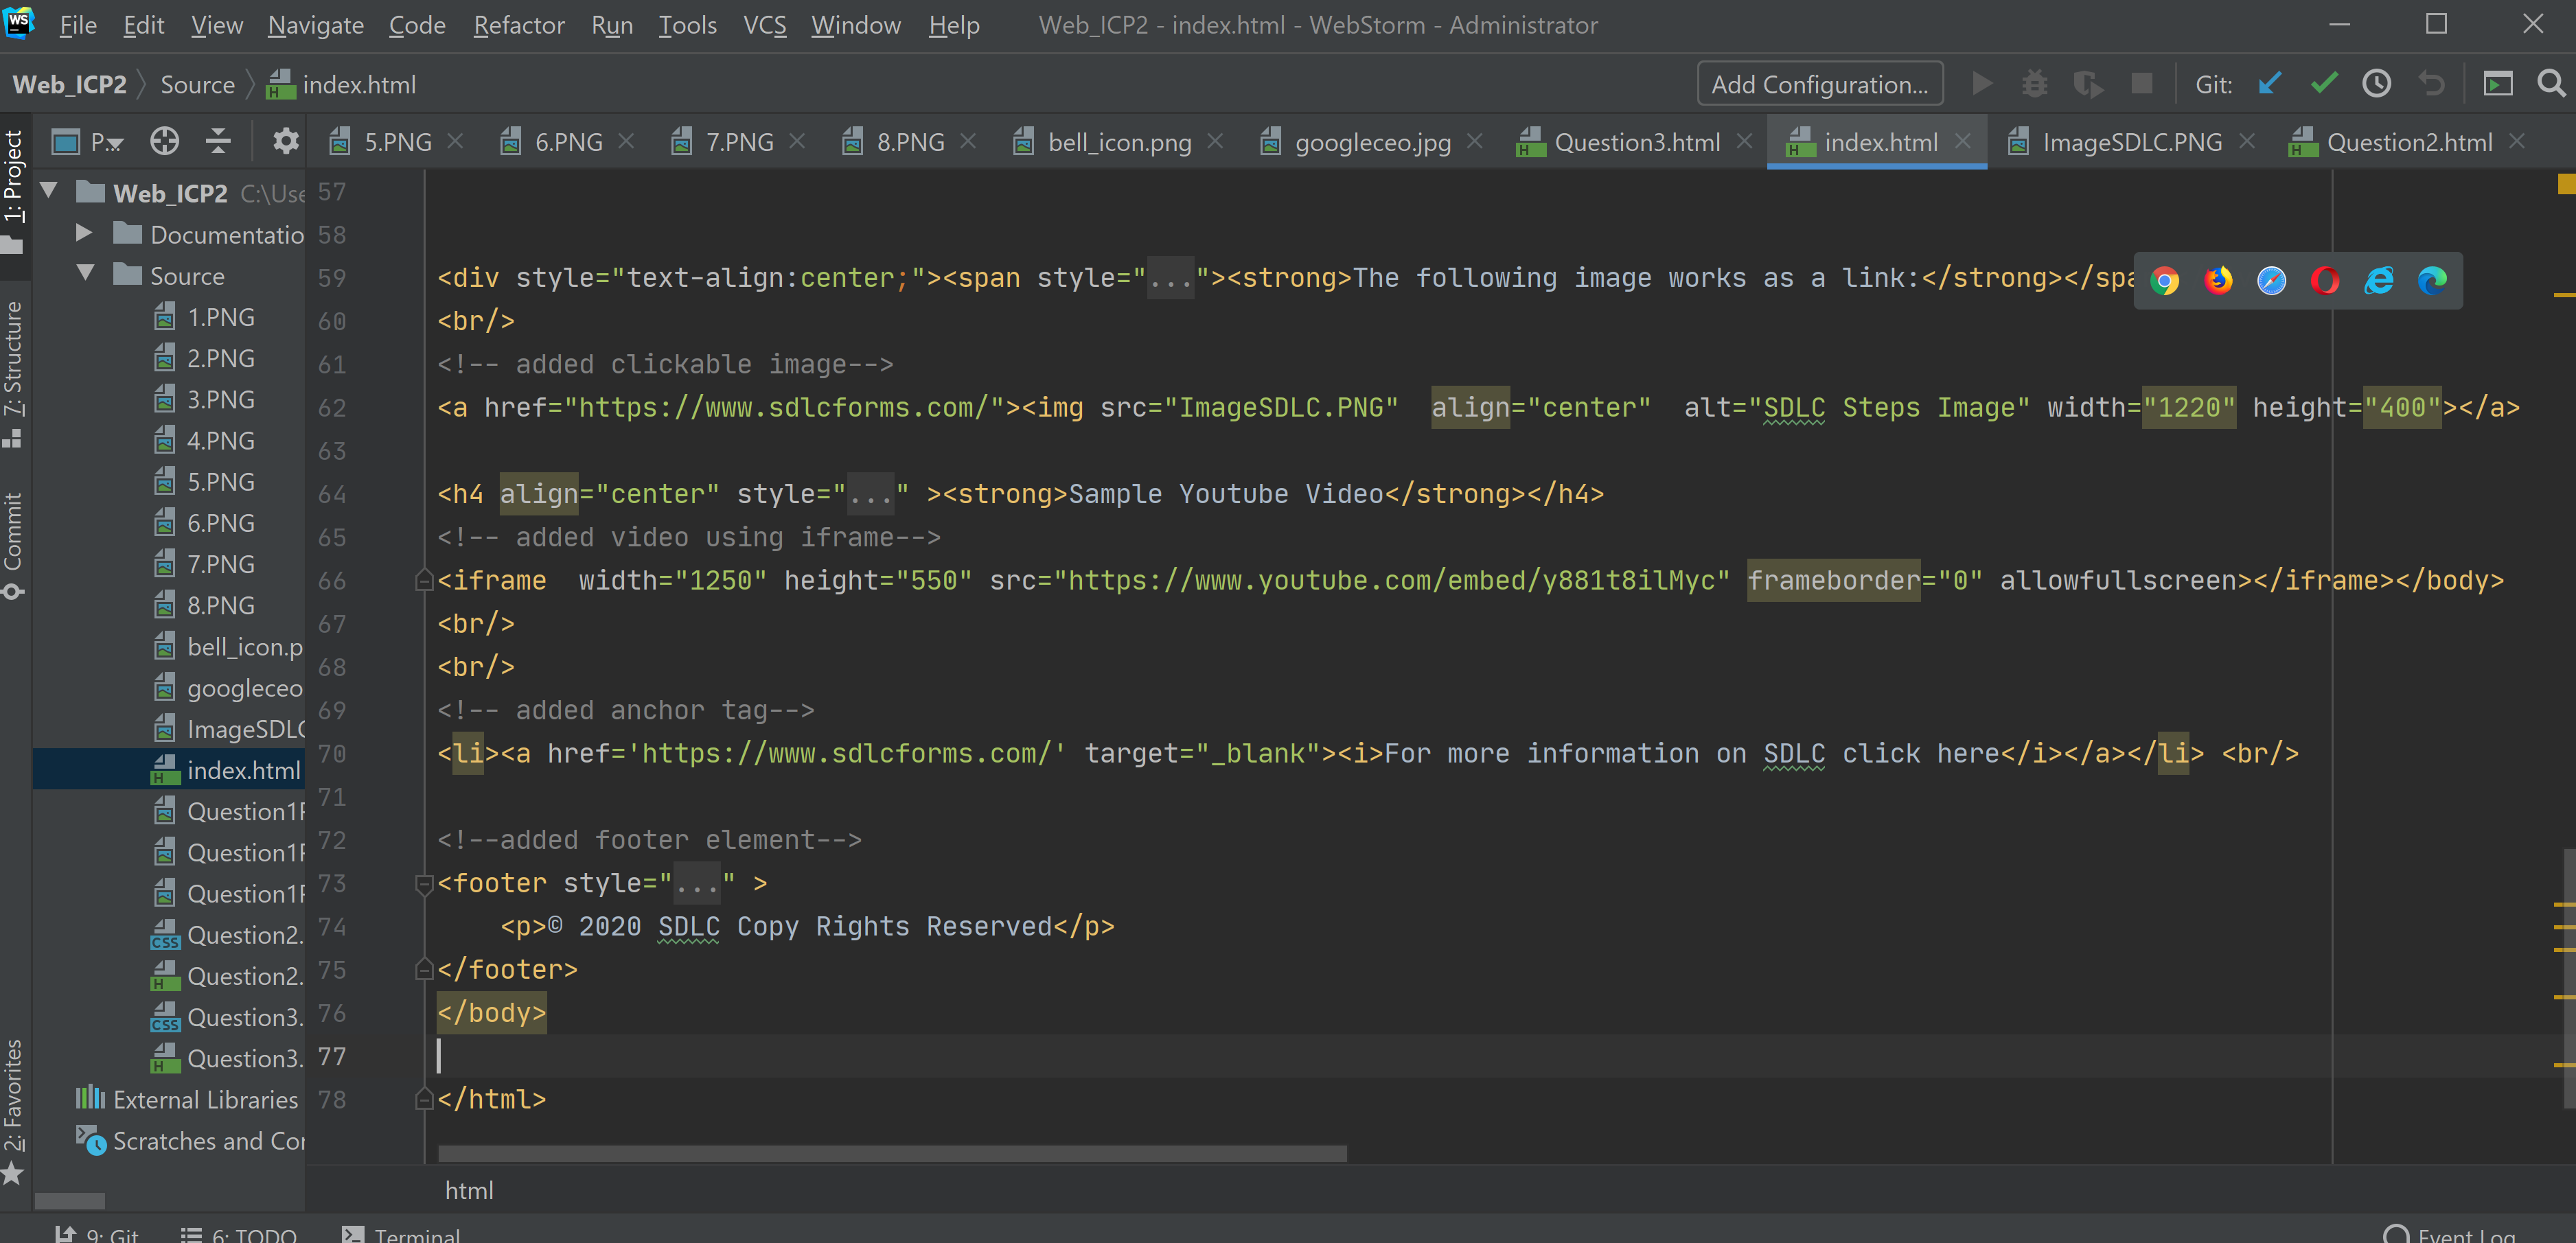 WS File Edit View Navigate Code Refactor Run Tools VCS Window Help Web_ICP2 - index.html - WebStorm - Administrator
Web_ICP2 Source index.html Add Configuration... Git:
P... 5.PNG 6.PNG 7.PNG 8.PNG bell_icon.png googleceo.jpg Question3.html index.html ImageSDLC.PNG Question2.html
1: Project
7: Structure
Commit
2: Favorites
Web_ICP2 C:\Use
Documentatio
Source
1.PNG
2.PNG
3.PNG
4.PNG
5.PNG
6.PNG
7.PNG
8.PNG
bell_icon.p
googleceo
ImageSDLC
index.html
Question1P
Question1P
Question1P
Question2.
Question2.
Question3.
Question3.
External Libraries
Scratches and Con
57
58
59 <div style="text-align:center;"><span style="..."><strong>The following image works as a link:</strong></spa
60 <br/>
61 <!-- added clickable image-->
62 <a href="https://www.sdlcforms.com/"><img src="ImageSDLC.PNG"  align="center"  alt="SDLC Steps Image" width="1220" height="400"></a>
63
64 <h4 align="center" style="..." ><strong>Sample Youtube Video</strong></h4>
65 <!-- added video using iframe-->
66 <iframe  width="1250" height="550" src="https://www.youtube.com/embed/y881t8ilMyc" frameborder="0" allowfullscreen></iframe></body>
67 <br/>
68 <br/>
69 <!-- added anchor tag-->
70 <li><a href='https://www.sdlcforms.com/' target="_blank"><i>For more information on SDLC click here</i></a></li> <br/>
71
72 <!--added footer element-->
73 <footer style="..." >
74     <p>© 2020 SDLC Copy Rights Reserved</p>
75 </footer>
76 </body>
77
78 </html>
html
9: Git 6: TODO Terminal Event Log